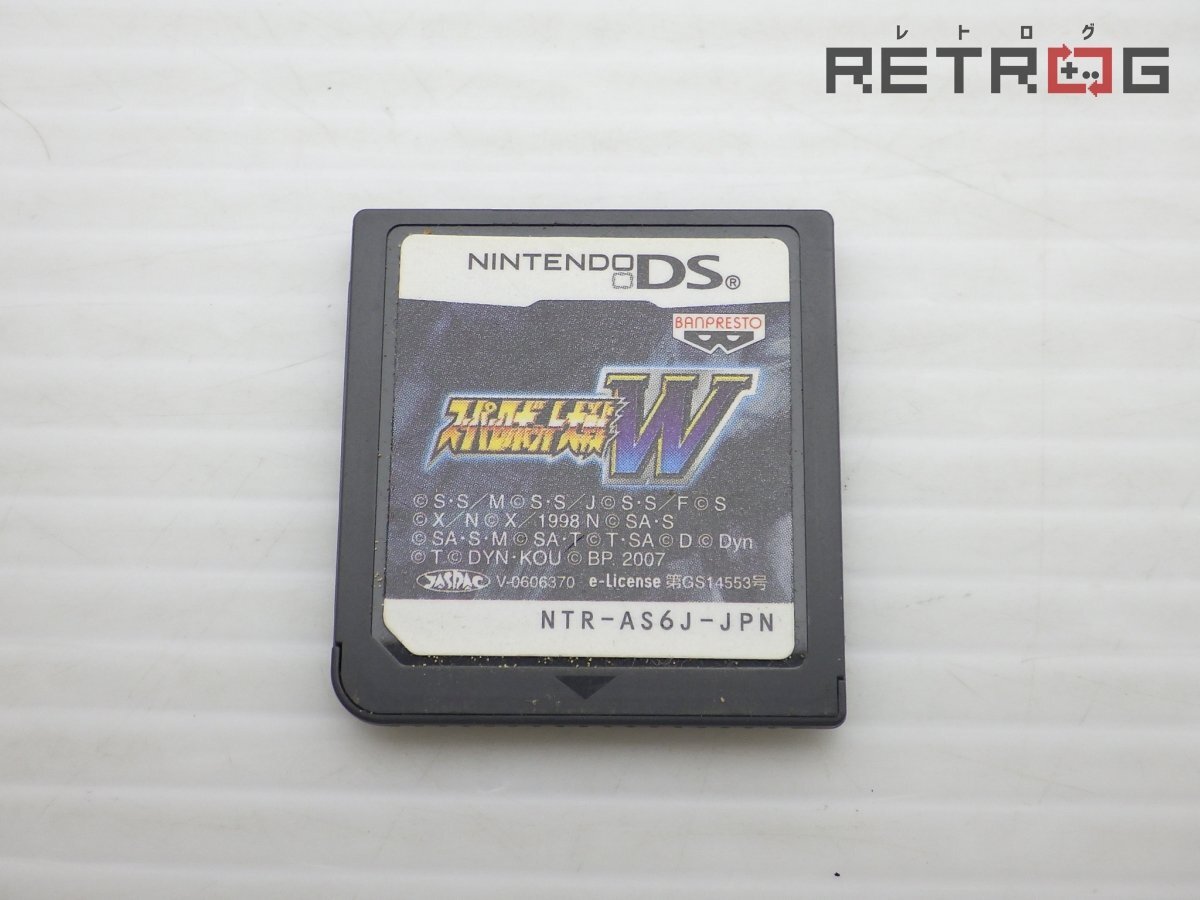 レトログ
RETROG
NINTENDO DS®
BANPRESTO
スーパーロボット大戦W
© S・S/M © S・S/J © S・S/F © S
© X/N © X/1998 N © SA・S
© SA・S・M © SA・T © T・SA © D © Dyn
© T © DYN・KOU © BP. 2007
JASRAC V-0606370 e-License 第GS14553号
NTR-AS6J-JPN